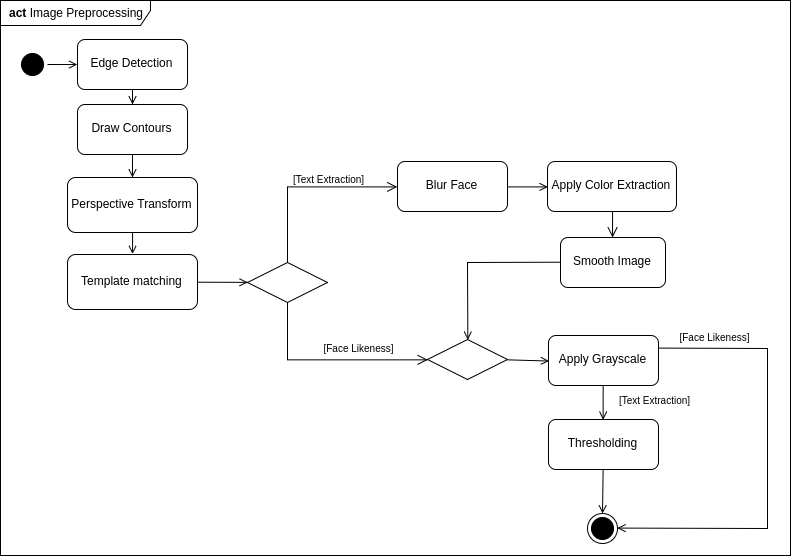 act Image Preprocessing
Edge Detection
Draw Contours
Perspective Transform
Template matching
[Text Extraction]
Blur Face
Apply Color Extraction
Smooth Image
[Face Likeness]
Apply Grayscale
[Face Likeness]
[Text Extraction]
Thresholding